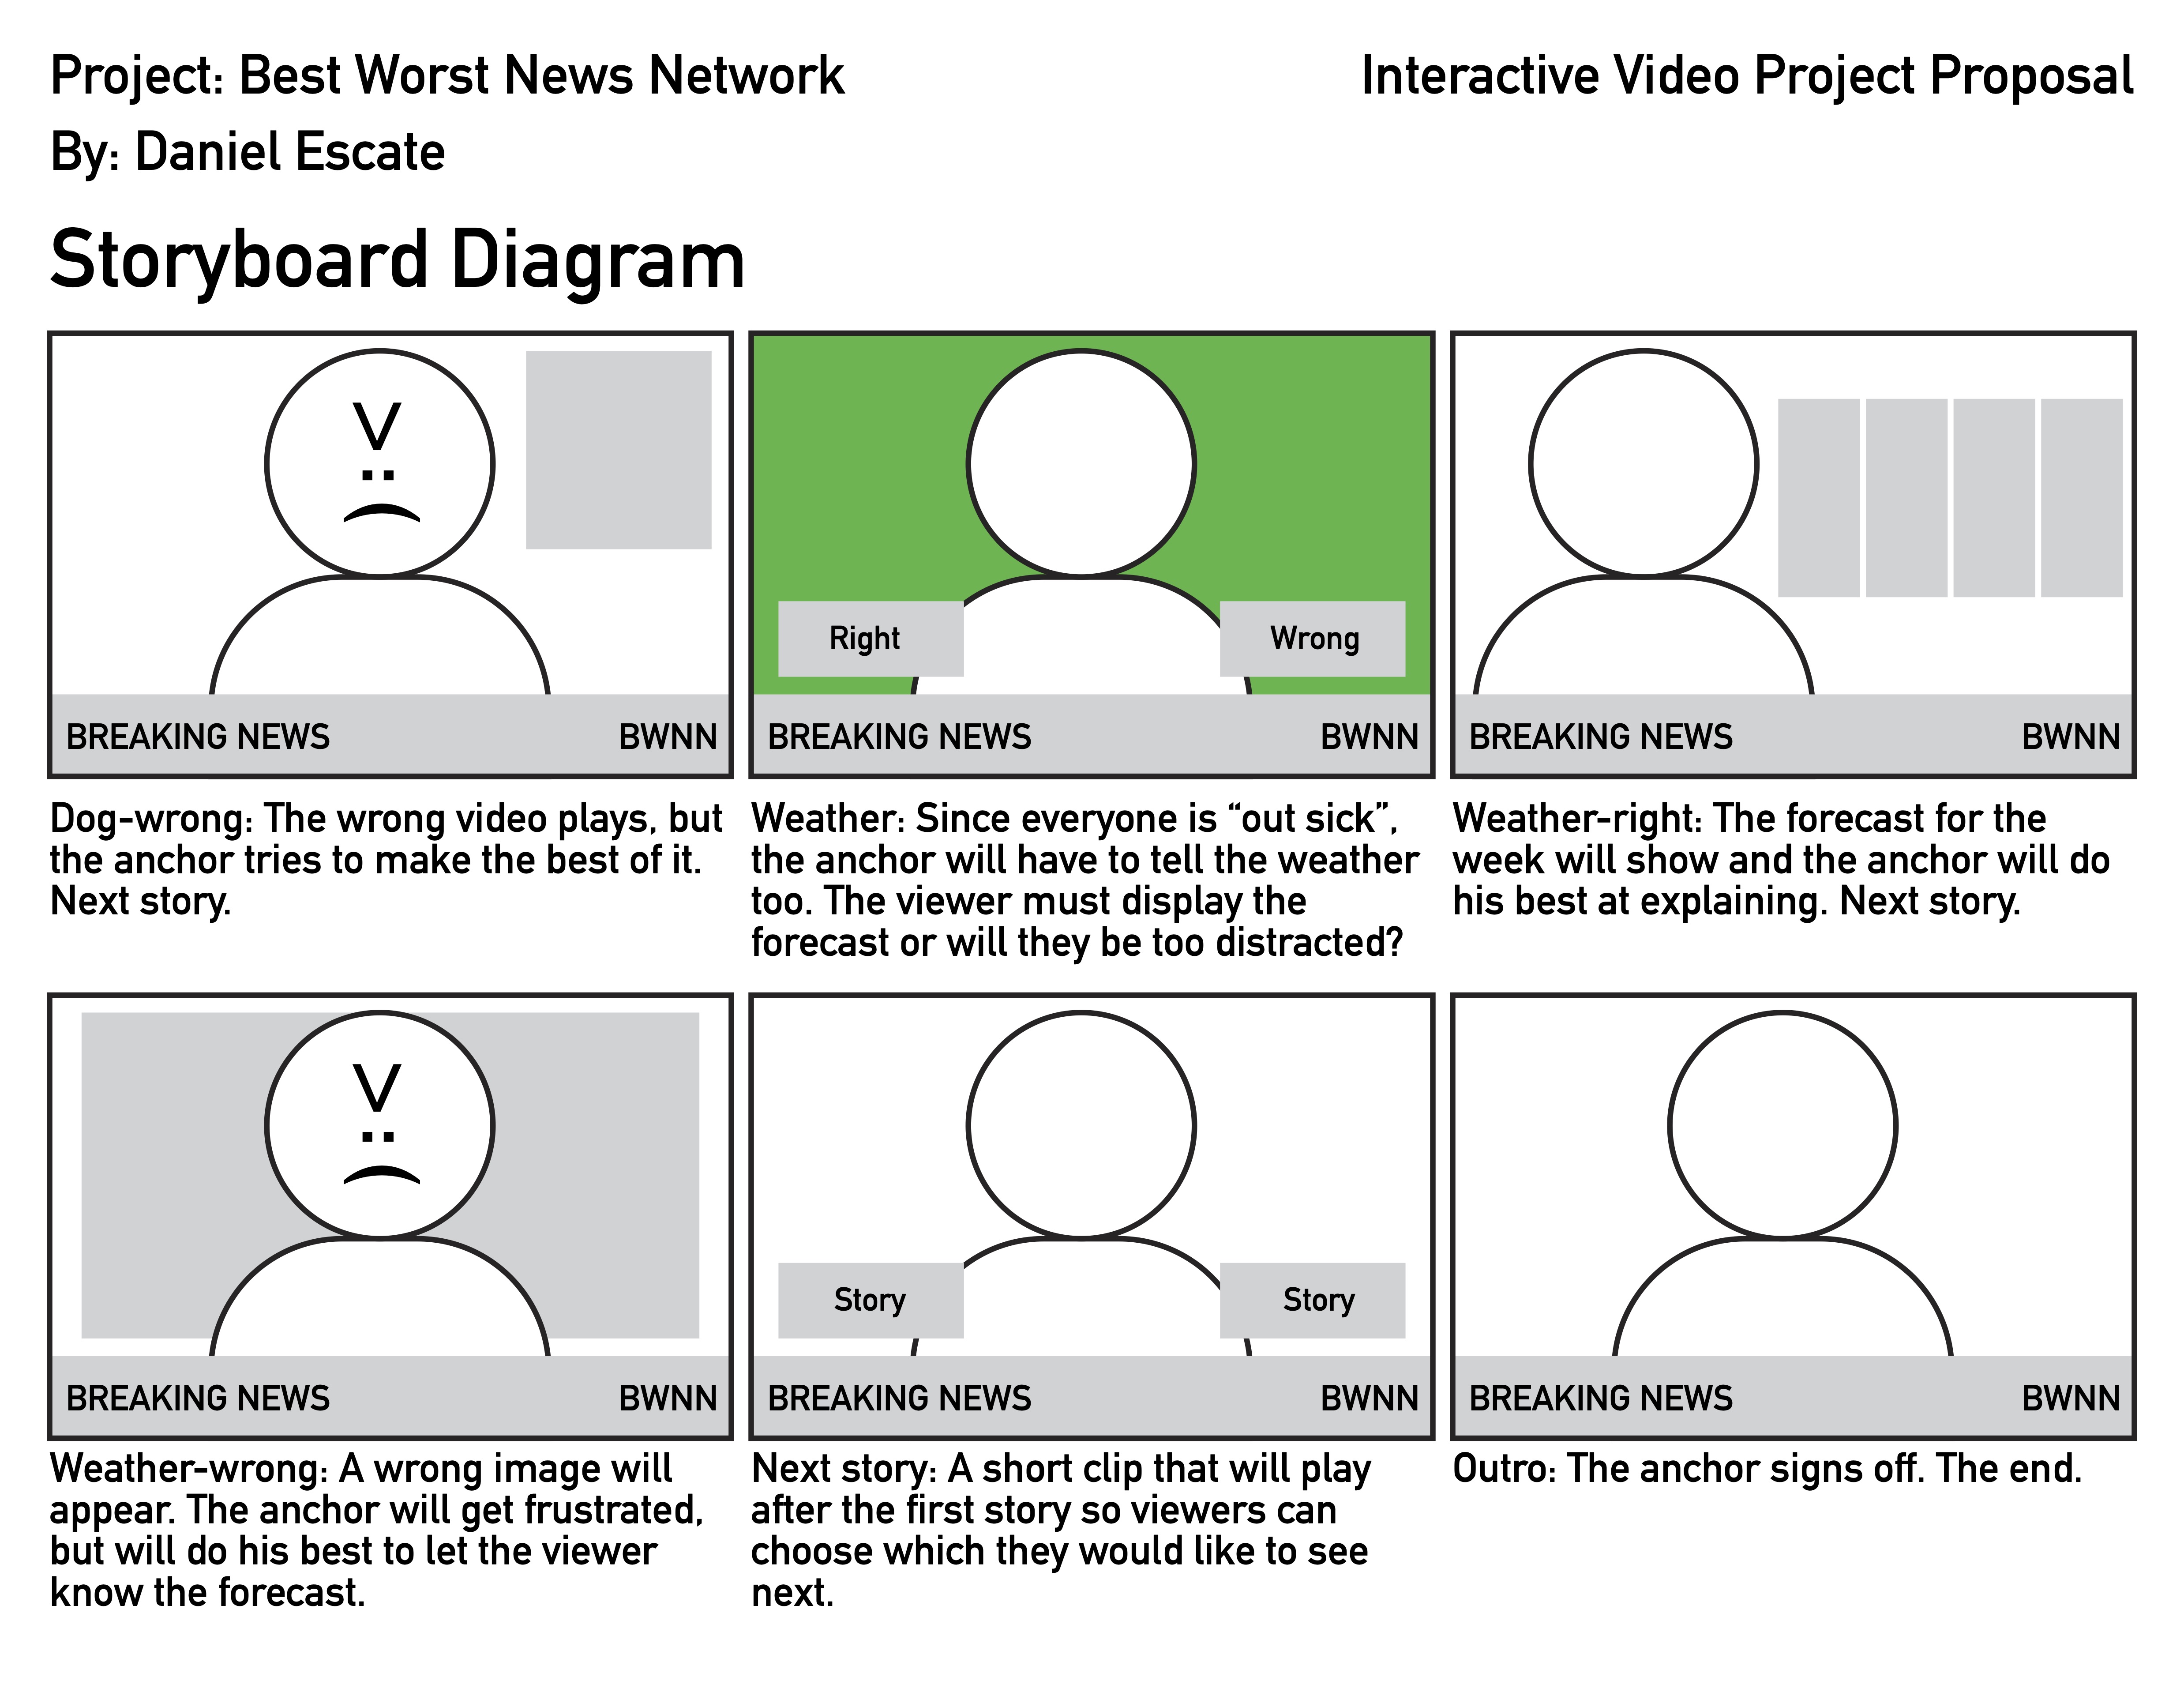 Project: Best Worst News Network
Interactive Video Project Proposal
By: Daniel Escate
Storyboard Diagram
BREAKING NEWS
BWNN
Dog-wrong: The wrong video plays, but
the anchor tries to make the best of it.
Next story.
Right
Wrong
BREAKING NEWS
BWNN
Weather: Since everyone is “out sick”,
the anchor will have to tell the weather
too. The viewer must display the
forecast or will they be too distracted?
BREAKING NEWS
BWNN
Weather-right: The forecast for the
week will show and the anchor will do
his best at explaining. Next story.
BREAKING NEWS
BWNN
Weather-wrong: A wrong image will
appear. The anchor will get frustrated,
but will do his best to let the viewer
know the forecast.
Story
Story
BREAKING NEWS
BWNN
Next story: A short clip that will play
after the first story so viewers can
choose which they would like to see
next.
BREAKING NEWS
BWNN
Outro: The anchor signs off. The end.